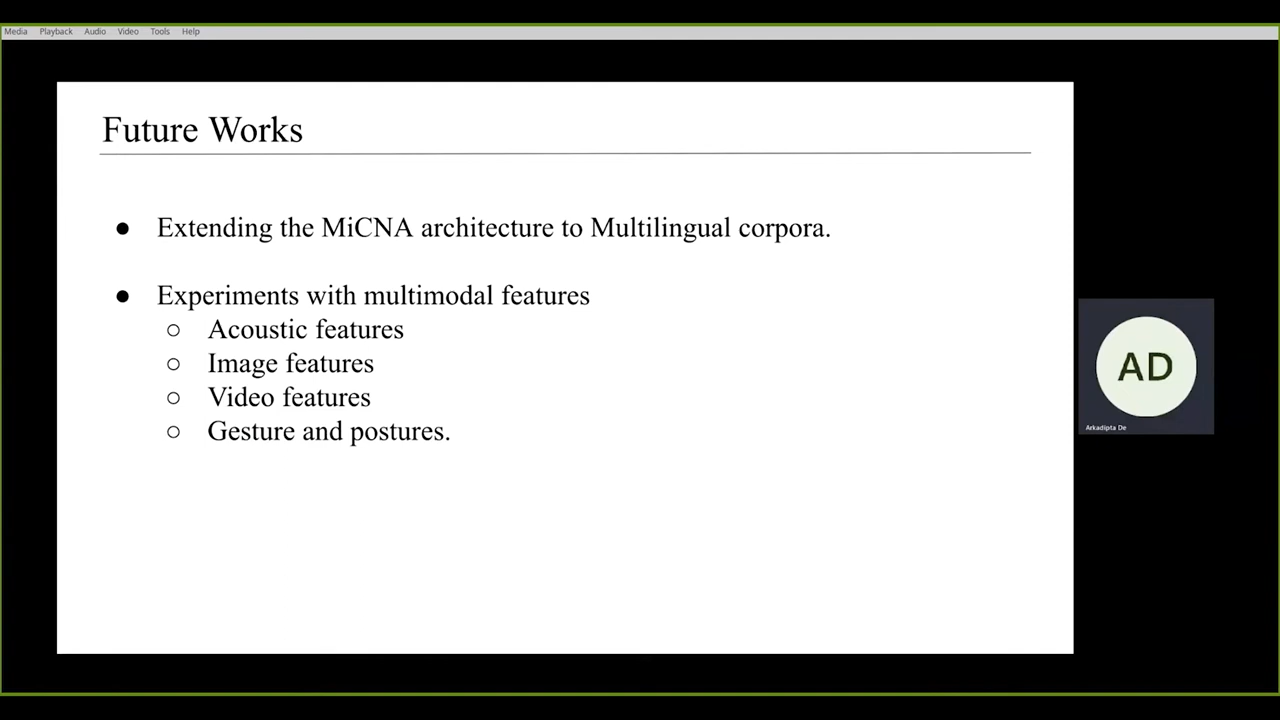 Media Playback Audio Video Tools Help
Future Works
● Extending the MiCNA architecture to Multilingual corpora.
● Experiments with multimodal features
○ Acoustic features
○ Image features
○ Video features
○ Gesture and postures.
AD
Arkadipta De